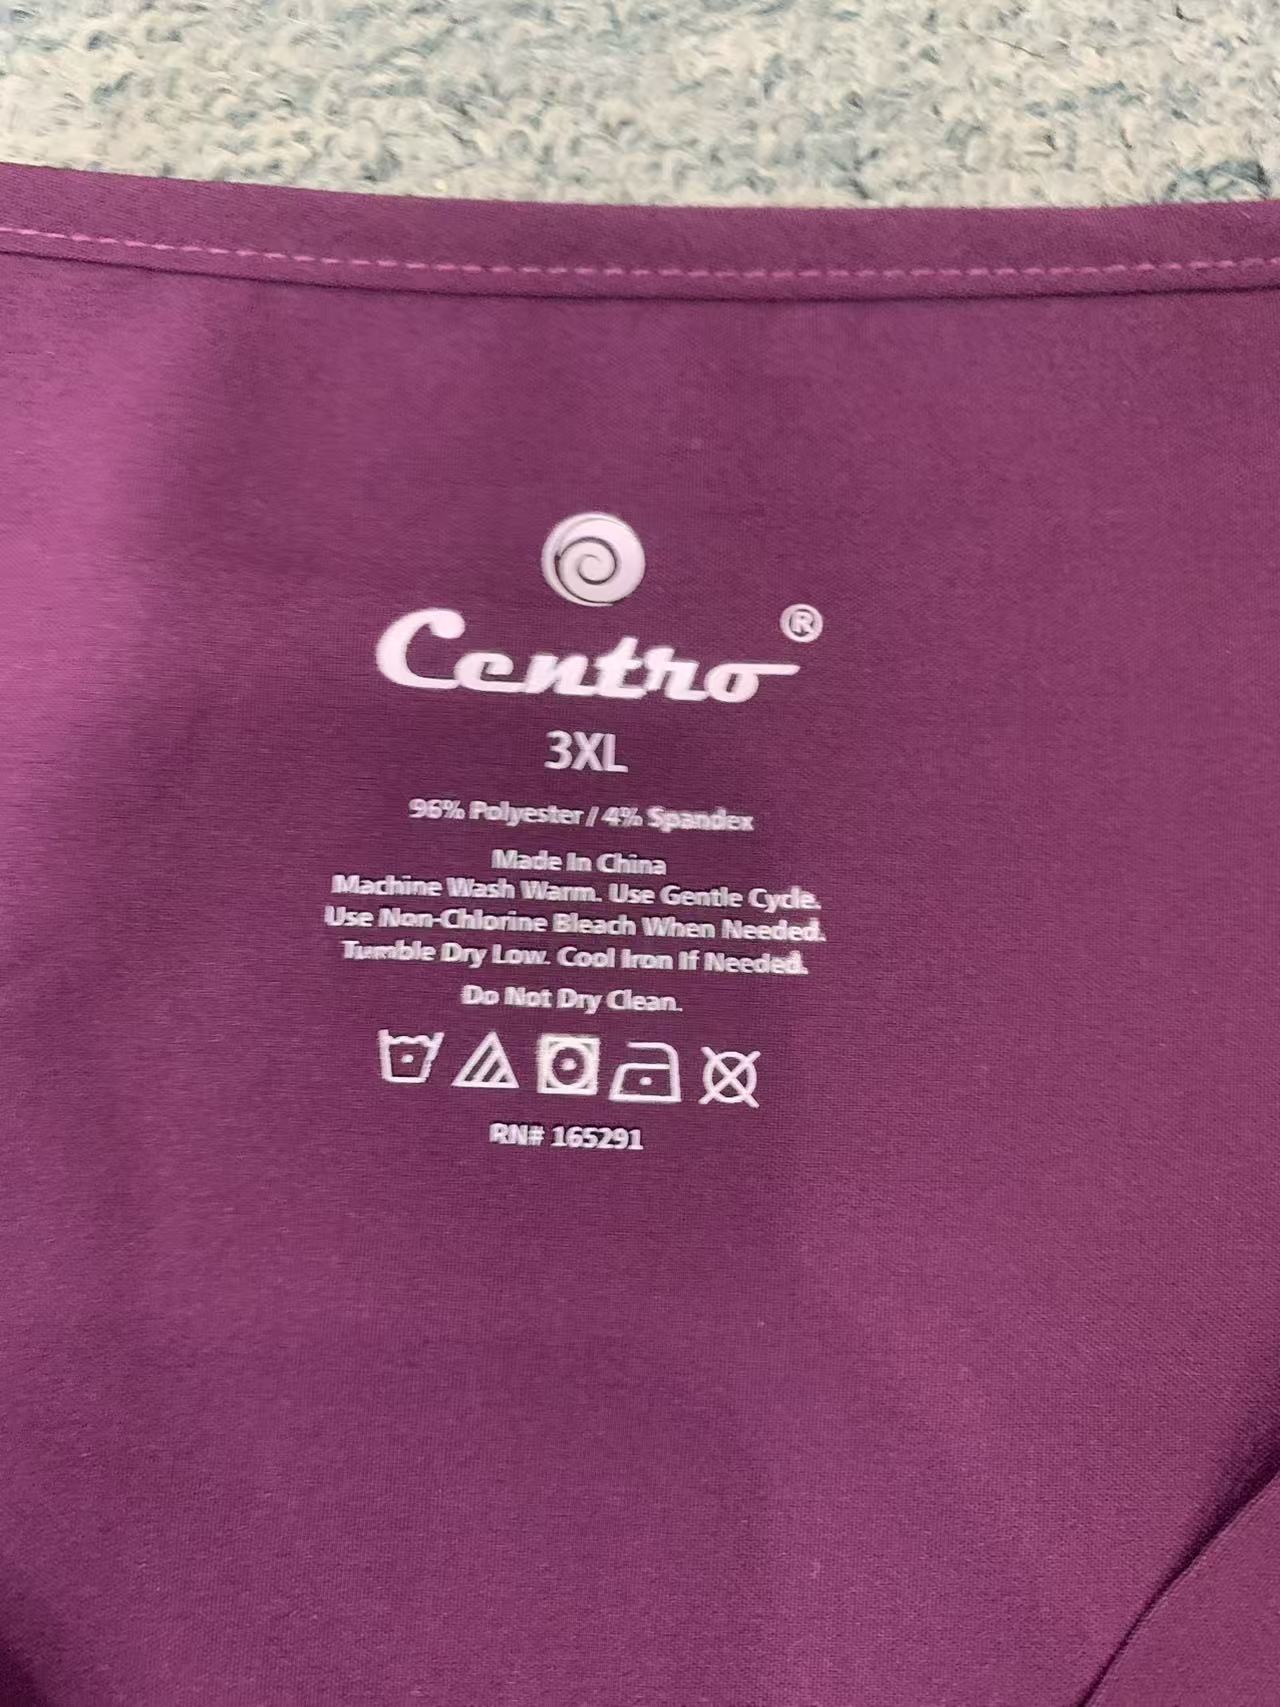 Centro®
3XL
96% Polyester / 4% Spandex
Made In China
Machine Wash Warm. Use Gentle Cycle.
Use Non-Chlorine Bleach When Needed.
Tumble Dry Low. Cool Iron If Needed.
Do Not Dry Clean.
RN# 165291